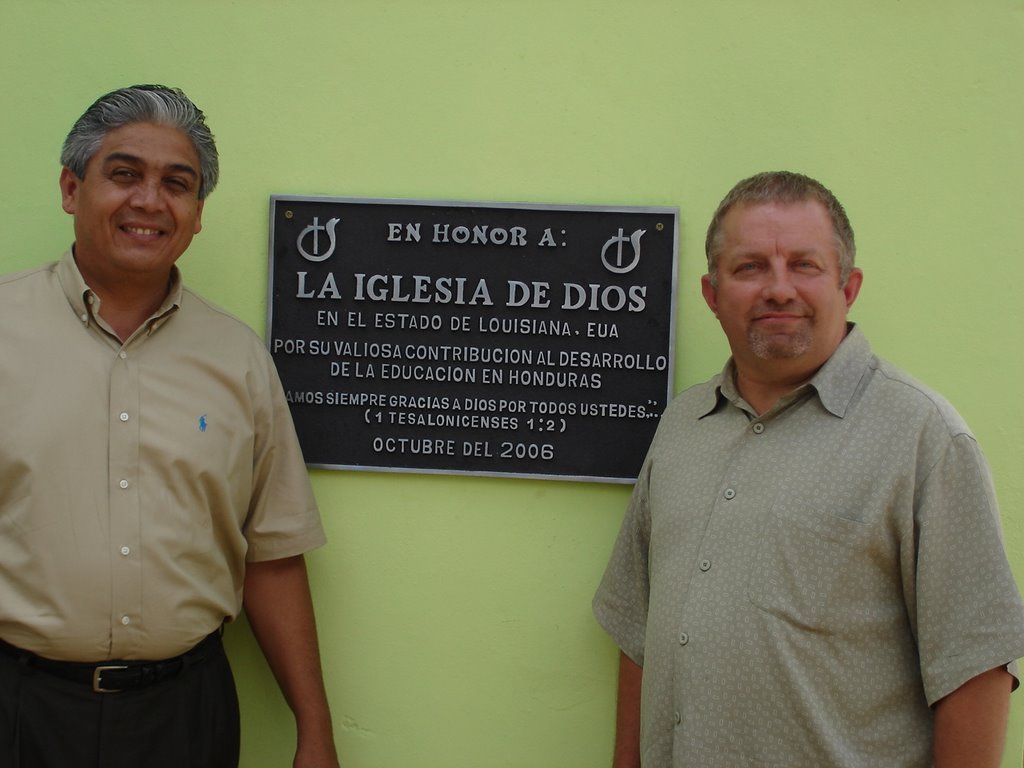 EN HONOR A:
LA IGLESIA DE DIOS
EN EL ESTADO DE LOUISIANA, EUA
POR SU VALIOSA CONTRIBUCION AL DESARROLLO
DE LA EDUCACION EN HONDURAS
AMOS SIEMPRE GRACIAS A DIOS POR TODOS USTEDES,"...
(1 TESALONICENSES 1:2)
OCTUBRE DEL 2006